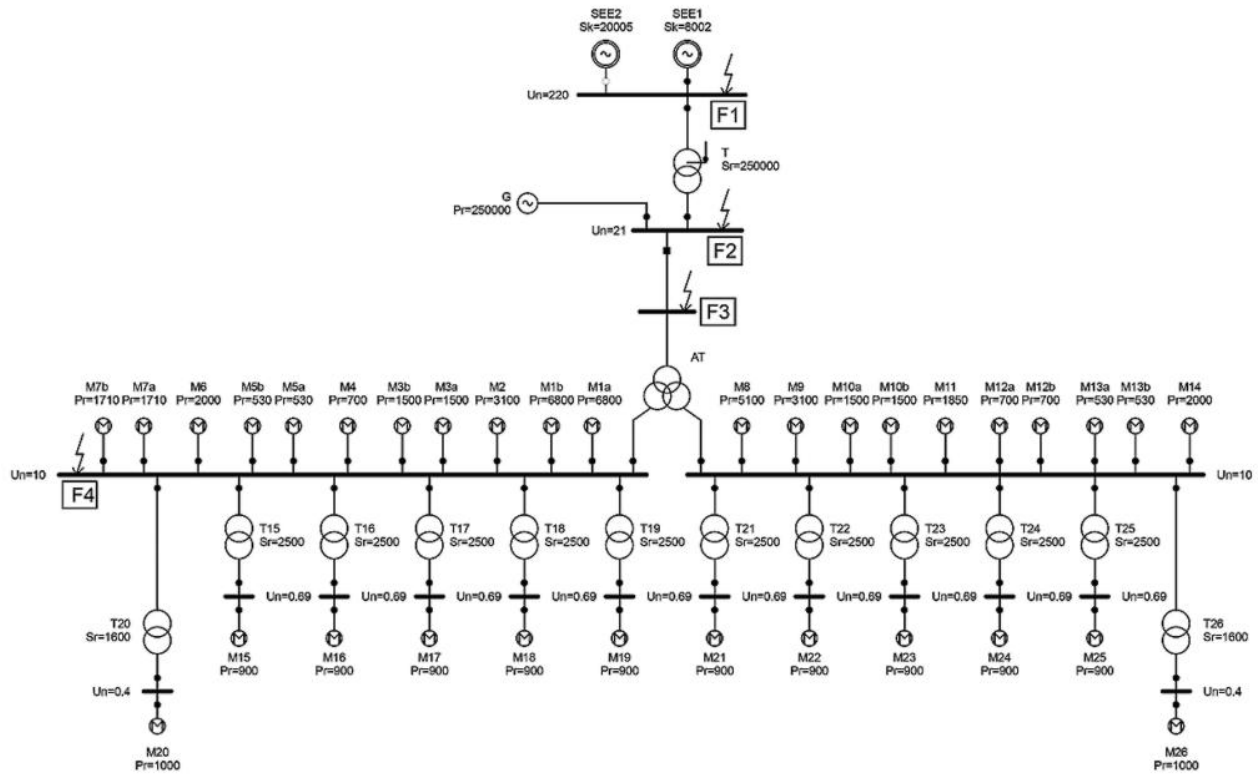 SEE2
Sk=20005
SEE1
Sk=8002
Un=220
F1
T
Sr=250000
G
Pr=250000
Un=21
F2
F3
AT
M7b
Pr=1710
M7a
Pr=1710
M6
Pr=2000
M5b
Pr=530
M5a
Pr=530
M4
Pr=700
M3b
Pr=1500
M3a
Pr=1500
M2
Pr=3100
M1b
Pr=6800
M1a
Pr=6800
M8
Pr=5100
M9
Pr=3100
M10a
Pr=1500
M10b
Pr=1500
M11
Pr=1850
M12a
Pr=700
M12b
Pr=700
M13a
Pr=530
M13b
Pr=530
M14
Pr=2000
Un=10
F4
Un=10
T15
Sr=2500
T16
Sr=2500
T17
Sr=2500
T18
Sr=2500
T19
Sr=2500
T21
Sr=2500
T22
Sr=2500
T23
Sr=2500
T24
Sr=2500
T25
Sr=2500
Un=0.69
Un=0.69
Un=0.69
Un=0.69
Un=0.69
Un=0.69
Un=0.69
Un=0.69
Un=0.69
Un=0.69
T20
Sr=1600
T26
Sr=1600
M15
Pr=900
M16
Pr=900
M17
Pr=900
M18
Pr=900
M19
Pr=900
M21
Pr=900
M22
Pr=900
M23
Pr=900
M24
Pr=900
M25
Pr=900
Un=0.4
Un=0.4
M20
Pr=1000
M26
Pr=1000